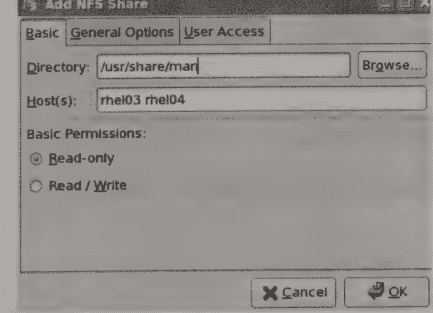 Add NFS Share
Basic General Options User Access
Directory: /usr/share/man Browse...
Host(s): rhel03 rhel04
Basic Permissions:
Read-only
Read / Write
Cancel OK